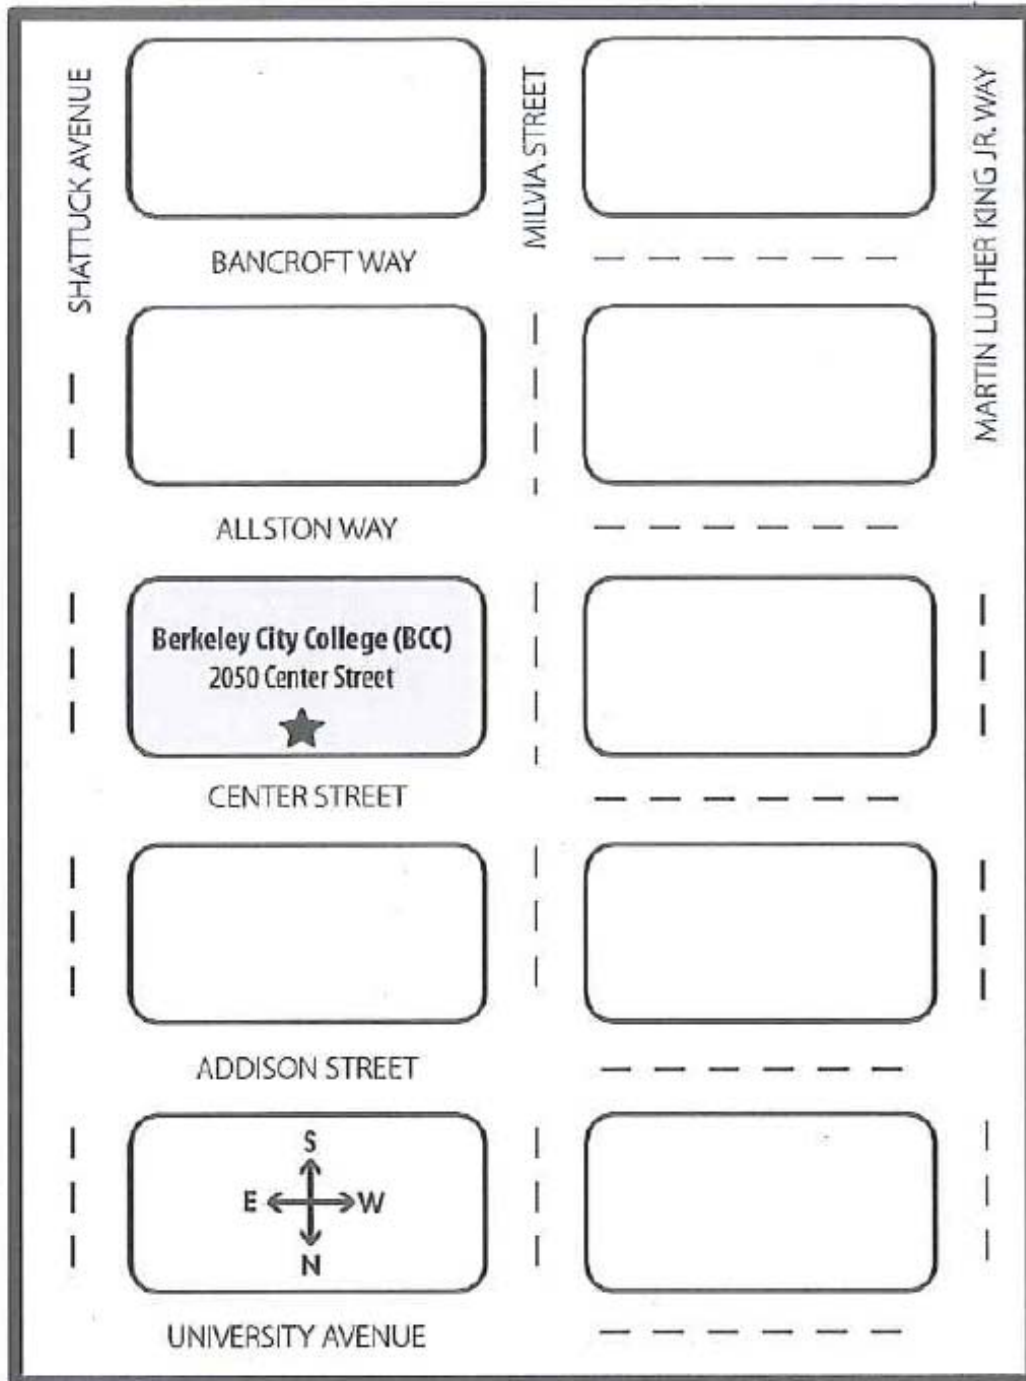 SHATTUCK AVENUE
MILVIA STREET
MARTIN LUTHER KING JR. WAY
BANCROFT WAY
ALLSTON WAY
Berkeley City College (BCC)
2050 Center Street
CENTER STREET
ADDISON STREET
S
E W
N
UNIVERSITY AVENUE